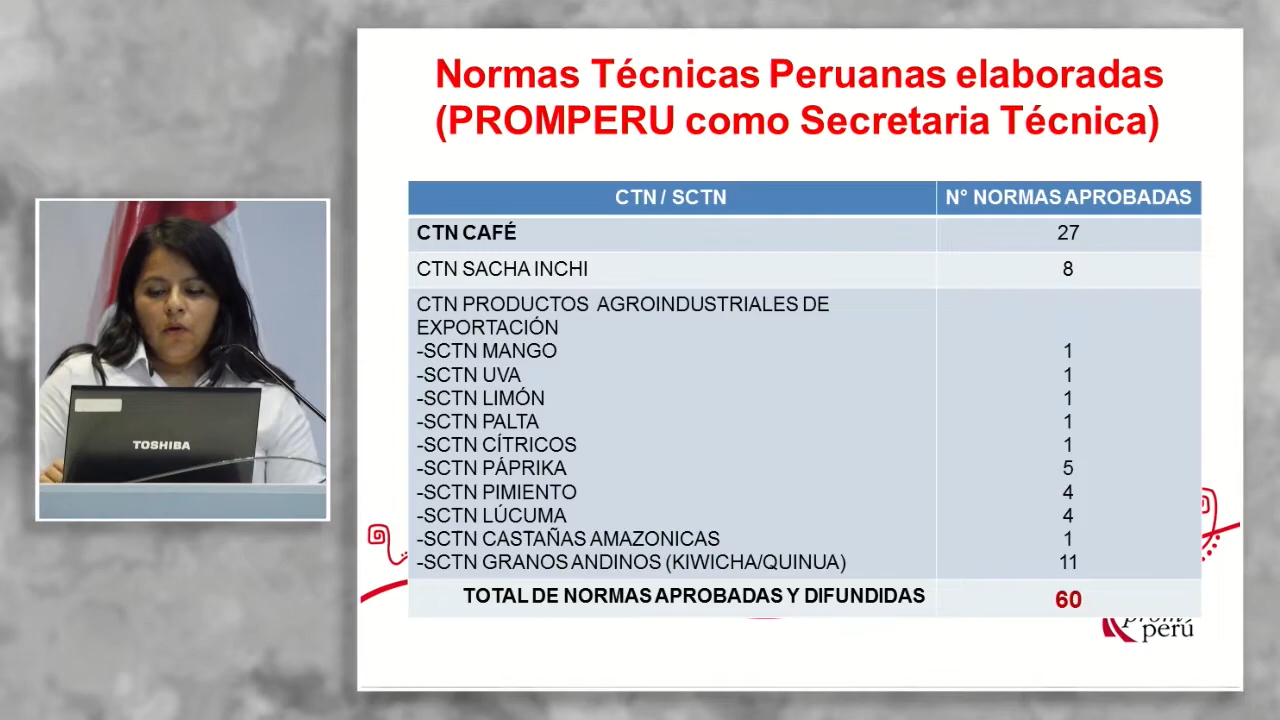 Normas Técnicas Peruanas elaboradas
(PROMPERU como Secretaria Técnica)
CTN / SCTN N° NORMAS APROBADAS
CTN CAFÉ 27
CTN SACHA INCHI 8
CTN PRODUCTOS AGROINDUSTRIALES DE
EXPORTACIÓN
-SCTN MANGO 1
-SCTN UVA 1
-SCTN LIMÓN 1
-SCTN PALTA 1
-SCTN CÍTRICOS 1
-SCTN PÁPRIKA 5
-SCTN PIMIENTO 4
-SCTN LÚCUMA 4
-SCTN CASTAÑAS AMAZONICAS 1
-SCTN GRANOS ANDINOS (KIWICHA/QUINUA) 11
TOTAL DE NORMAS APROBADAS Y DIFUNDIDAS 60
perú
TOSHIBA